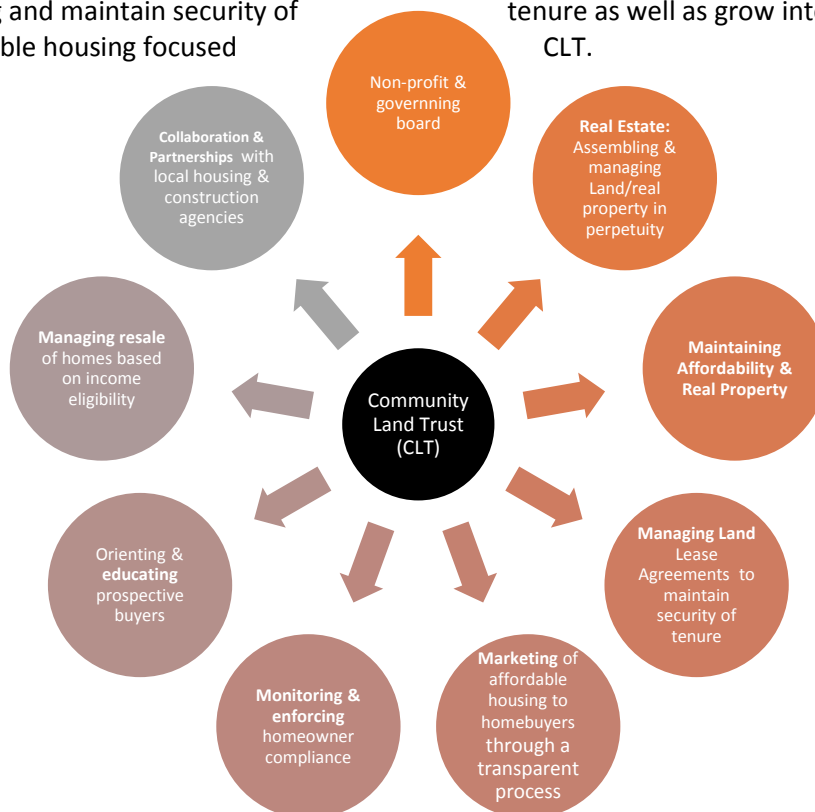 g and maintain security of
tenure as well as grow into
ble housing focused
CLT.
Non-profit &
governning
board
Real Estate:
Assembling &
managing
Land/real
property in
perpetuity
Maintaining
Affordability &
Real Property
Managing Land
Lease
Agreements to
maintain
security of
tenure
Marketing of
affordable
housing to
homebuyers
through a
transparent
process
Monitoring &
enforcing
homeowner
compliance
Orienting &
educating
prospective
buyers
Managing resale
of homes based
on income
eligibility
Collaboration &
Partnerships with
local housing &
construction
agencies
Community
Land Trust
(CLT)